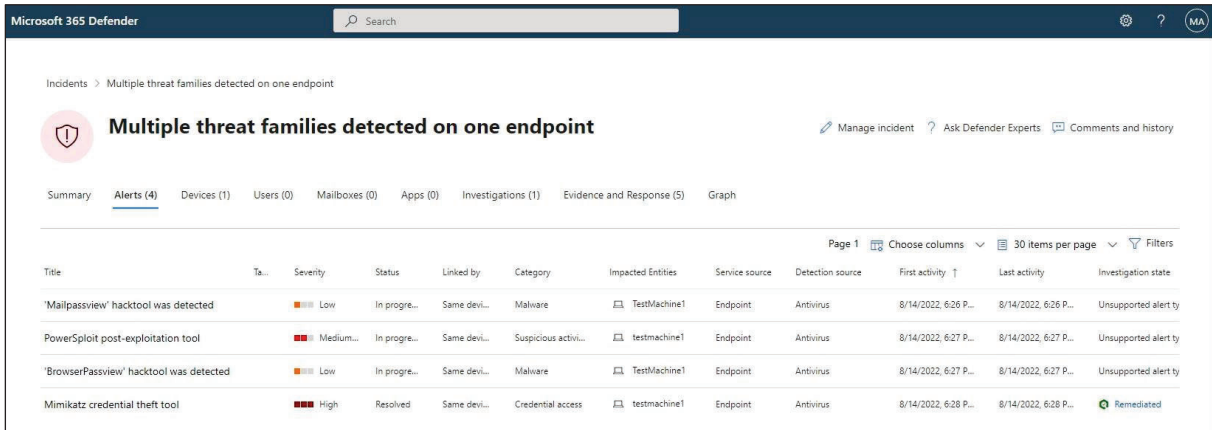 Microsoft 365 Defender Search ? MA
Incidents > Multiple threat families detected on one endpoint
Multiple threat families detected on one endpoint
Manage incident ? Ask Defender Experts Comments and history
Summary Alerts (4) Devices (1) Users (0) Mailboxes (0) Apps (0) Investigations (1) Evidence and Response (5) Graph
Page 1 Choose columns 30 items per page Filters
Title Ta... Severity Status Linked by Category Impacted Entities Service source Detection source First activity ↑ Last activity Investigation state
'Mailpassview' hacktool was detected Low In progre... Same devi... Malware TestMachine1 Endpoint Antivirus 8/14/2022, 6:26 P... 8/14/2022, 6:26 P... Unsupported alert ty
PowerSploit post-exploitation tool Medium... In progre... Same devi... Suspicious activi... testmachine1 Endpoint Antivirus 8/14/2022, 6:27 P... 8/14/2022, 6:27 P... Unsupported alert ty
'BrowserPassview' hacktool was detected Low In progre... Same devi... Malware TestMachine1 Endpoint Antivirus 8/14/2022, 6:27 P... 8/14/2022, 6:27 P... Unsupported alert ty
Mimikatz credential theft tool High Resolved Same devi... Credential access testmachine1 Endpoint Antivirus 8/14/2022, 6:28 P... 8/14/2022, 6:28 P... Remediated